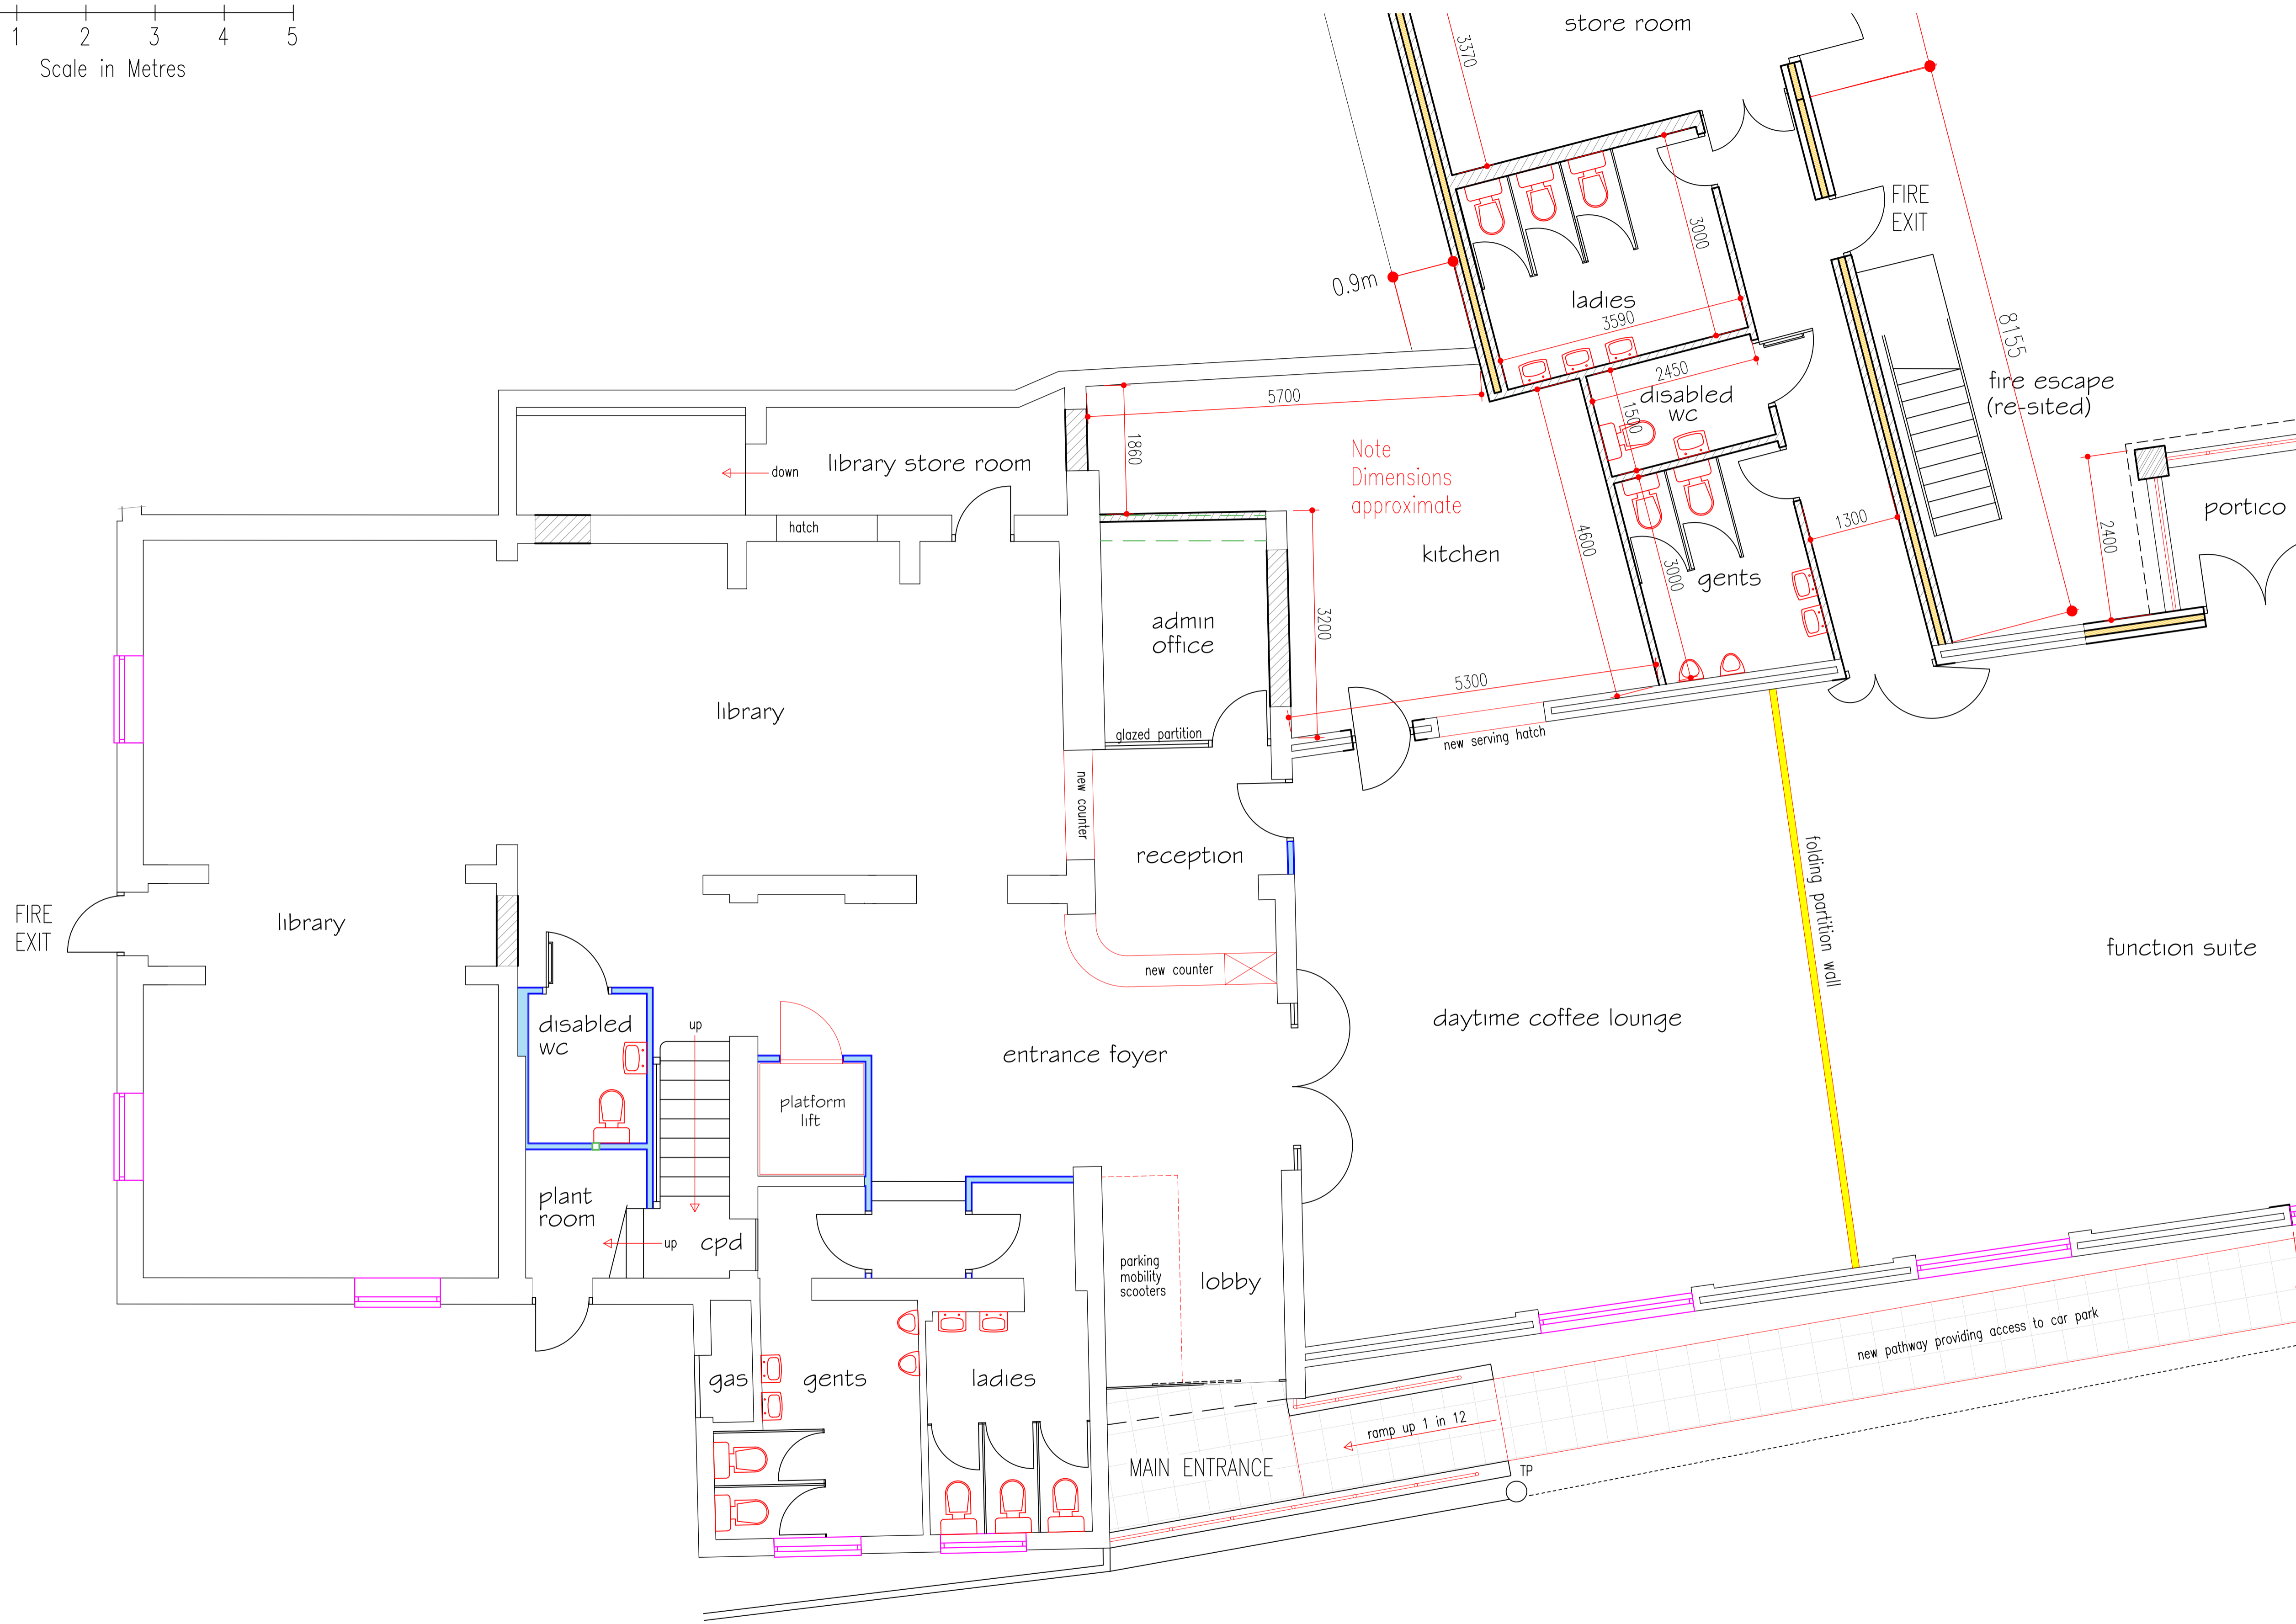 1 2 3 4 5
Scale in Metres
store room
3370
FIRE
EXIT
3000
0.9m
ladies
3590
8155
2450
disabled
wc
1500
fire escape
(re-sited)
5700
1860
library store room
down
Note
Dimensions
approximate
hatch
4600
1300
2400
portico
kitchen
3000
gents
admin
office
3200
5300
library
glazed partition
new serving hatch
new counter
reception
folding partition wall
FIRE
EXIT
library
function suite
new counter
disabled
wc
up
daytime coffee lounge
entrance foyer
platform
lift
plant
room
up
cpd
parking
mobility
scooters
lobby
new pathway providing access to car park
gas
gents
ladies
ramp up 1 in 12
MAIN ENTRANCE
TP